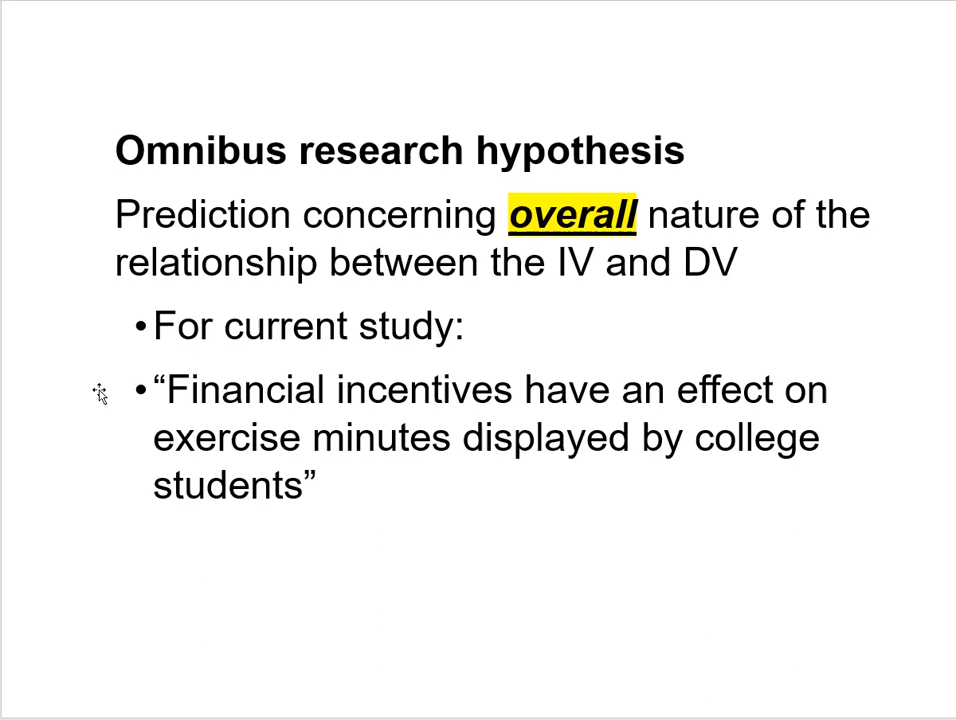 Omnibus research hypothesis
Prediction concerning overall nature of the
relationship between the IV and DV
•For current study:
•“Financial incentives have an effect on
exercise minutes displayed by college
students”